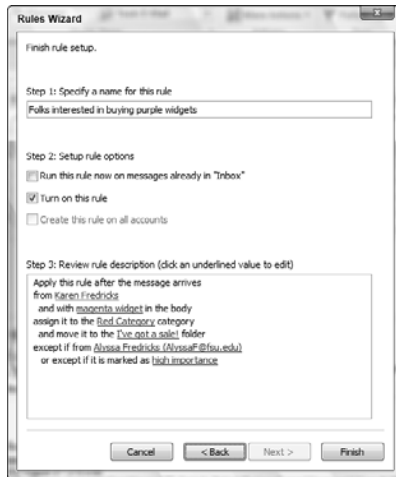 Rules Wizard
Finish rule setup.
Step 1: Specify a name for this rule
Folks interested in buying purple widgets
Step 2: Setup rule options
Run this rule now on messages already in "Inbox"
Turn on this rule
Create this rule on all accounts
Step 3: Review rule description (click an underlined value to edit)
Apply this rule after the message arrives
from Karen Fredricks
and with magenta widget in the body
assign it to the Red Category category
and move it to the I've got a sale! folder
except if from Alyssa Fredricks (AlyssaF@fsu.edu)
or except if it is marked as high importance
Cancel < Back Next > Finish